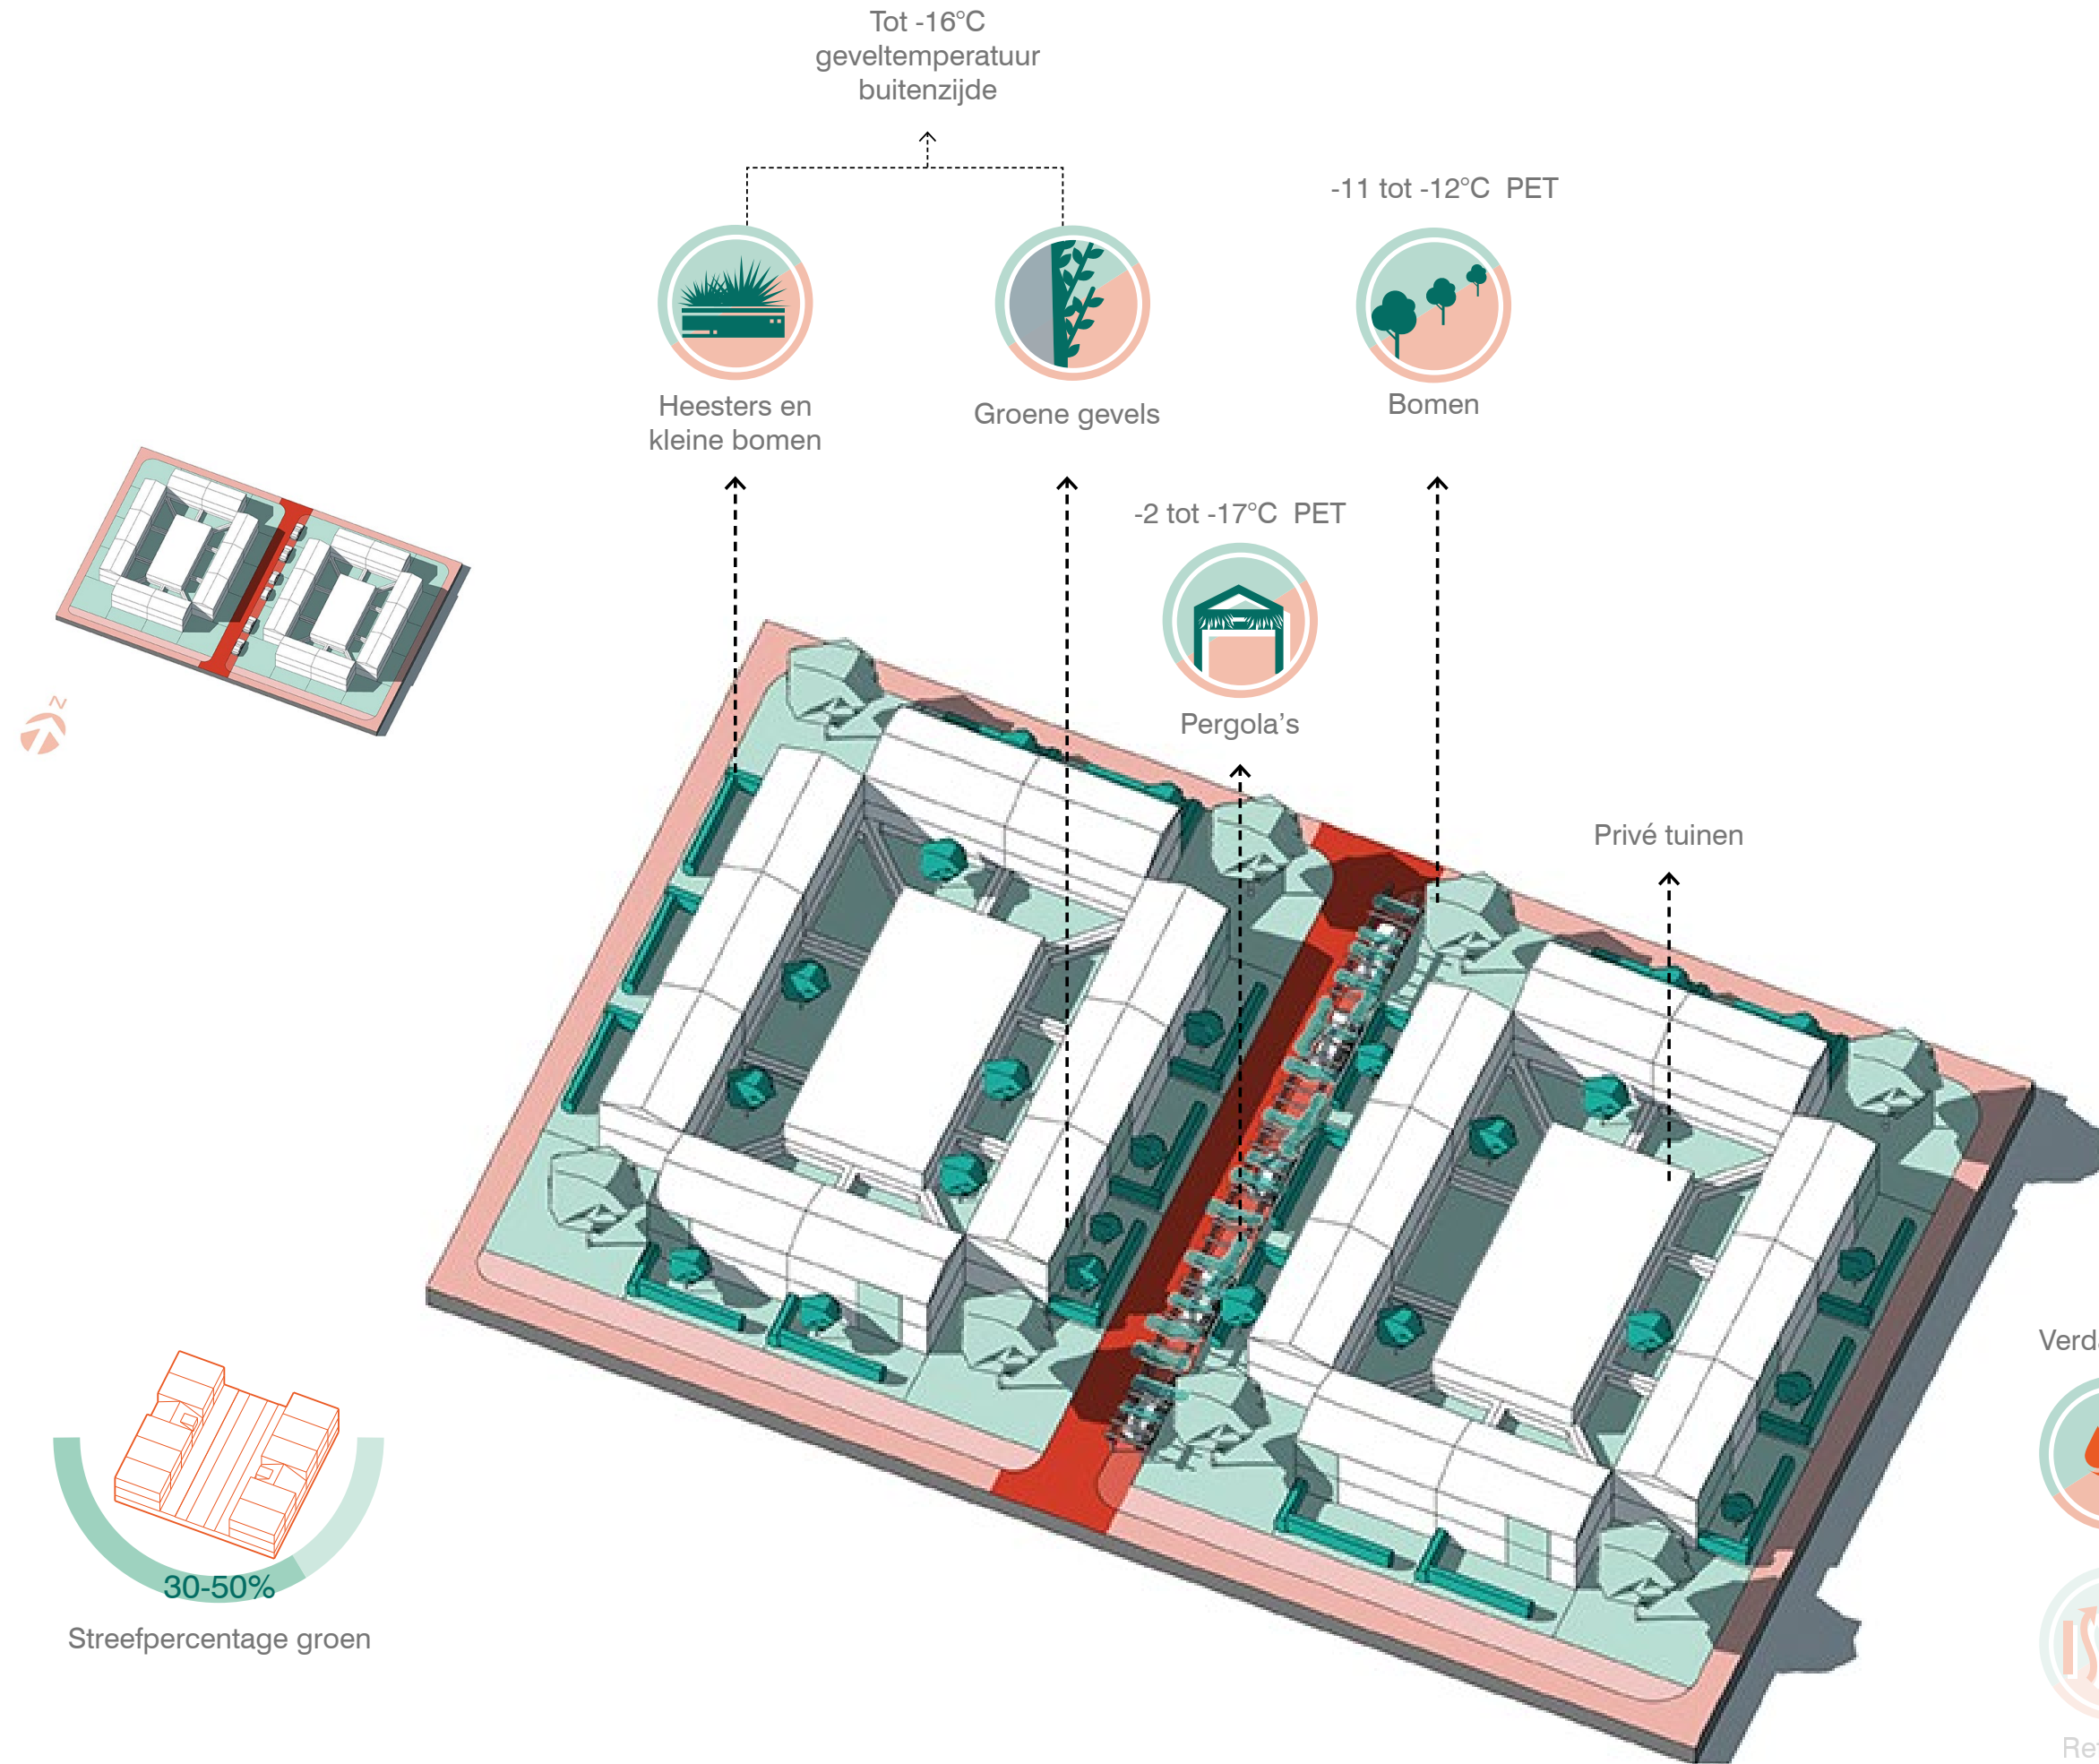 Tot -16°C
geveltemperatuur
buitenzijde
-11 tot -12°C PET
Heesters en
kleine bomen
Groene gevels
Bomen
-2 tot -17°C PET
Pergola's
Privé tuinen
N
30-50%
Streefpercentage groen